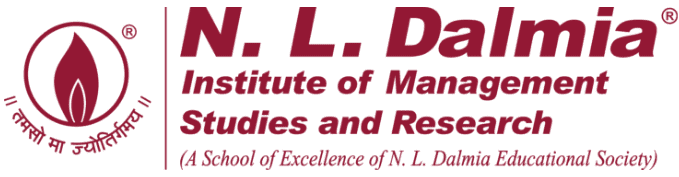 ® 
|| तमसो मा ज्योतिर्गमय ||
N. L. Dalmia®
Institute of Management
Studies and Research
(A School of Excellence of N. L. Dalmia Educational Society)